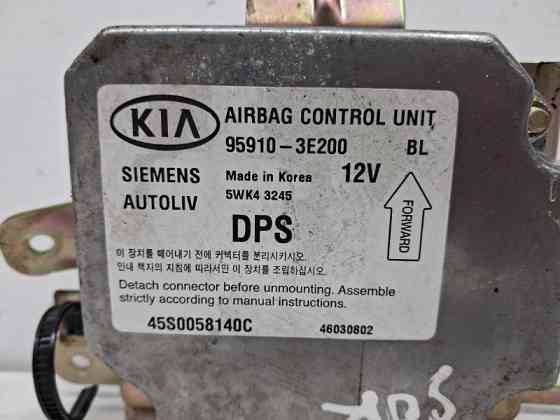 KIA AIRBAG CONTROL UNIT
95910-3E200 BL
SIEMENS Made in Korea 12V
AUTOLIV 5WK4 3245
FORWARD
DPS
이 장치를 떼어내기 전에 커넥터를 분리시키시오.
안내 책자의 지침에 따라서만 이 장치를 조립하십시오.
Detach connector before unmounting. Assemble
strictly according to manual instructions.
45S0058140C 46030802